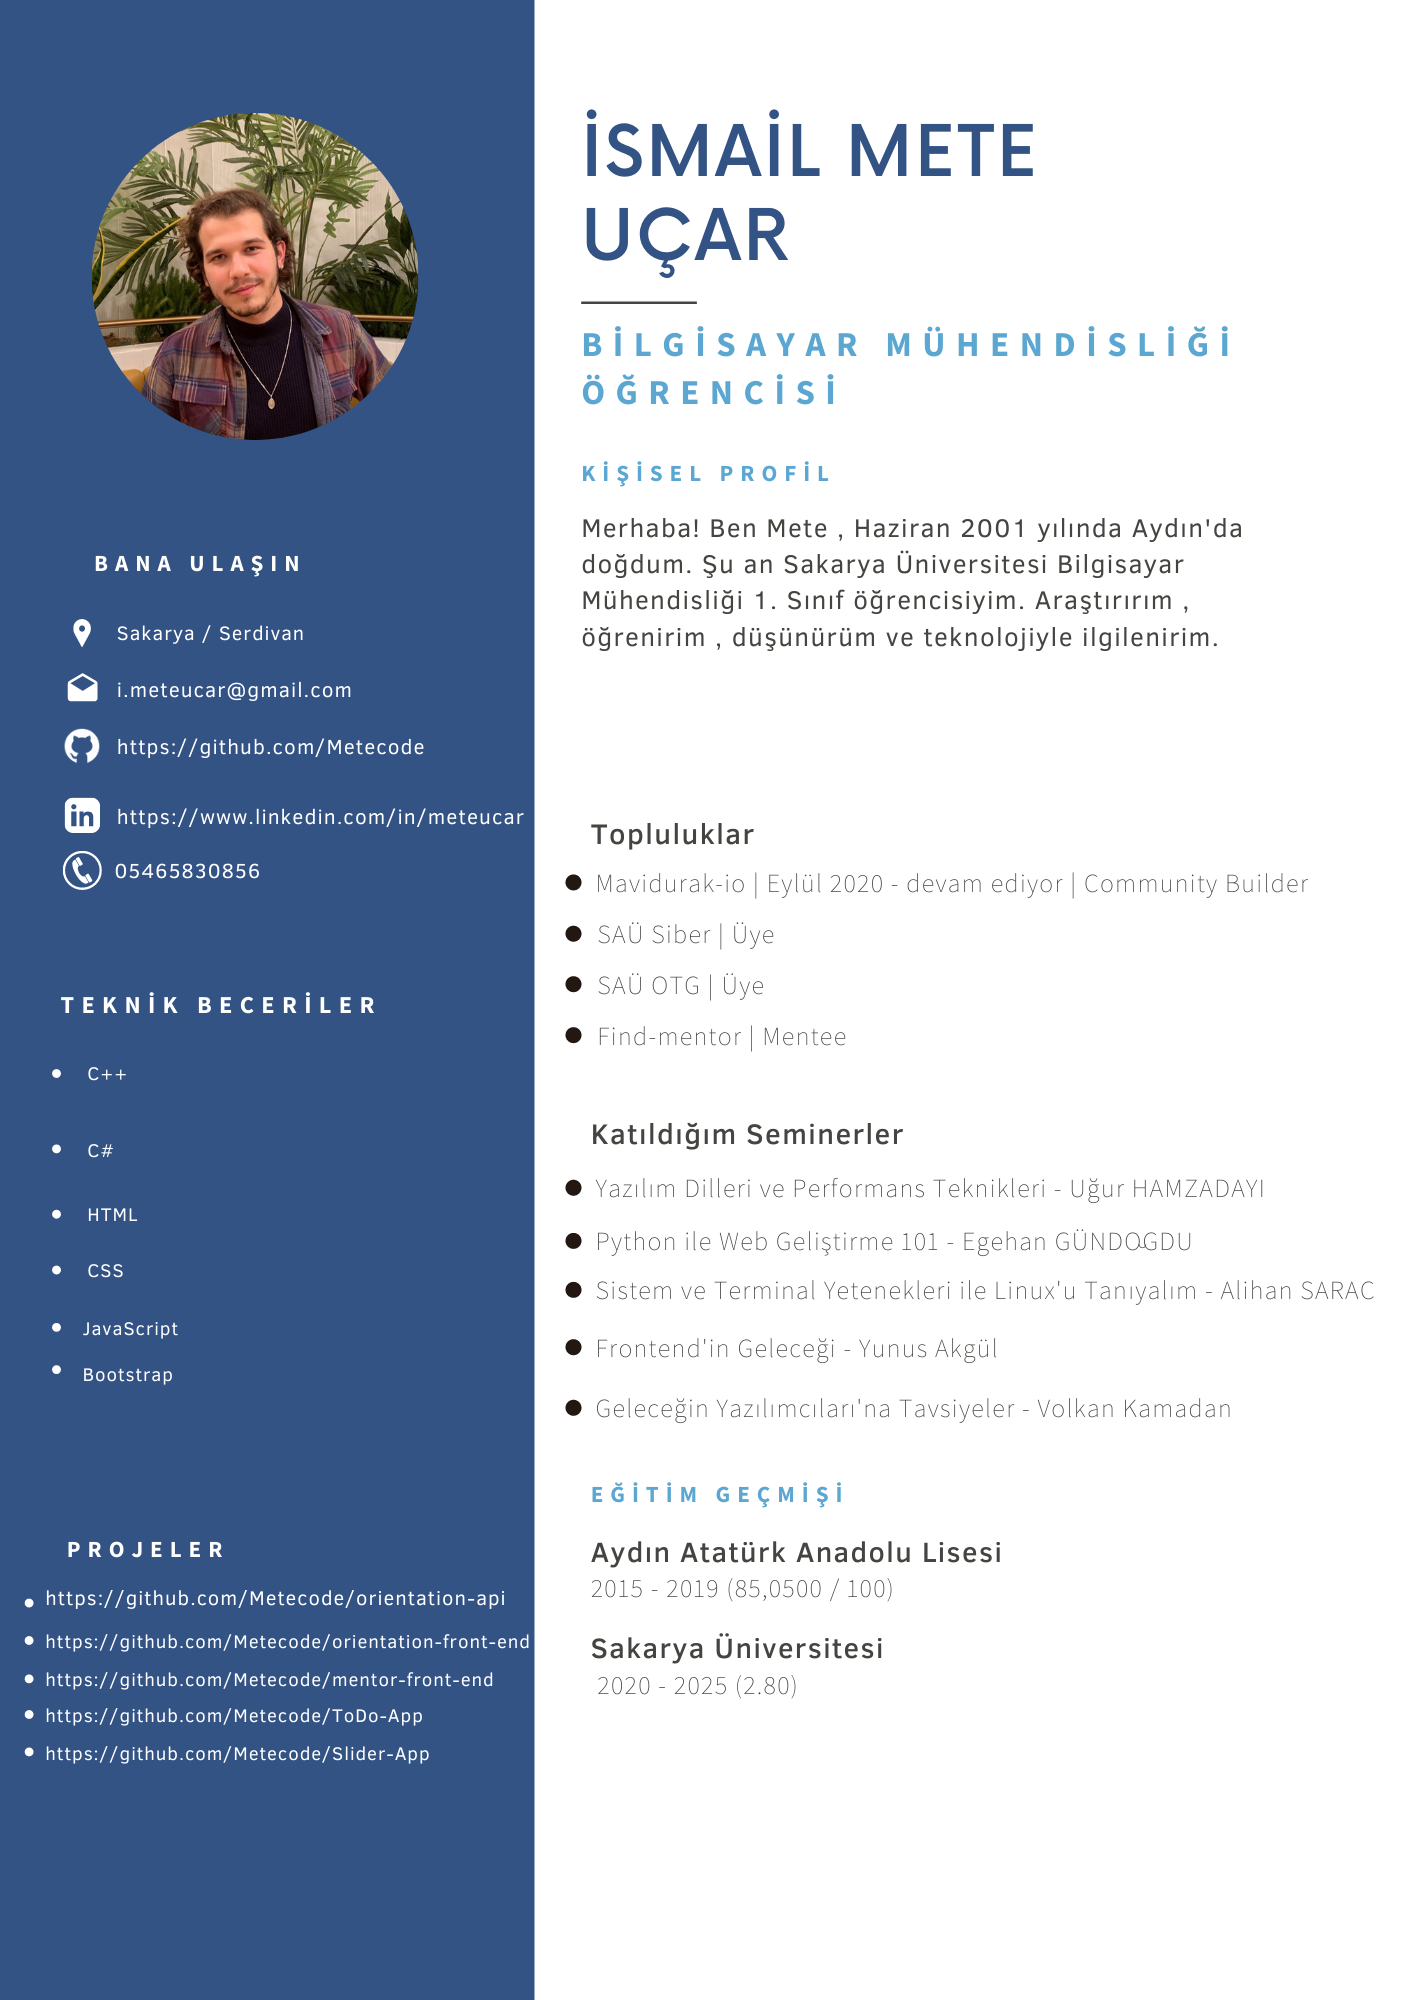 İSMAİL METE
UÇAR
BİLGİSAYAR MÜHENDİSLİĞİ
ÖĞRENCİSİ
KİŞİSEL PROFİL
Merhaba! Ben Mete , Haziran 2001 yılında Aydın'da
doğdum. Şu an Sakarya Üniversitesi Bilgisayar
Mühendisliği 1. Sınıf öğrencisiyim. Araştırırım ,
öğrenirim , düşünürüm ve teknolojiyle ilgilenirim.
BANA ULAŞIN
Sakarya / Serdivan
i.meteucar@gmail.com
https://github.com/Metecode
in https://www.linkedin.com/in/meteucar
05465830856
TEKNİK BECERİLER
C++
C#
HTML
CSS
JavaScript
Bootstrap
PROJELER
https://github.com/Metecode/orientation-api
https://github.com/Metecode/orientation-front-end
https://github.com/Metecode/mentor-front-end
https://github.com/Metecode/ToDo-App
https://github.com/Metecode/Slider-App
Topluluklar
Mavidurak-io | Eylül 2020 - devam ediyor | Community Builder
SAÜ Siber | Üye
SAÜ OTG | Üye
Find-mentor | Mentee
Katıldığım Seminerler
Yazılım Dilleri ve Performans Teknikleri - Uğur HAMZADAYI
Python ile Web Geliştirme 101 - Egehan GÜNDOGDU
Sistem ve Terminal Yetenekleri ile Linux'u Tanıyalım - Alihan SARAC
Frontend'in Geleceği - Yunus Akgül
Geleceğin Yazılımcıları'na Tavsiyeler - Volkan Kamadan
EĞİTİM GEÇMİŞİ
Aydın Atatürk Anadolu Lisesi
2015 - 2019 (85,0500 / 100)
Sakarya Üniversitesi
2020 - 2025 (2.80)